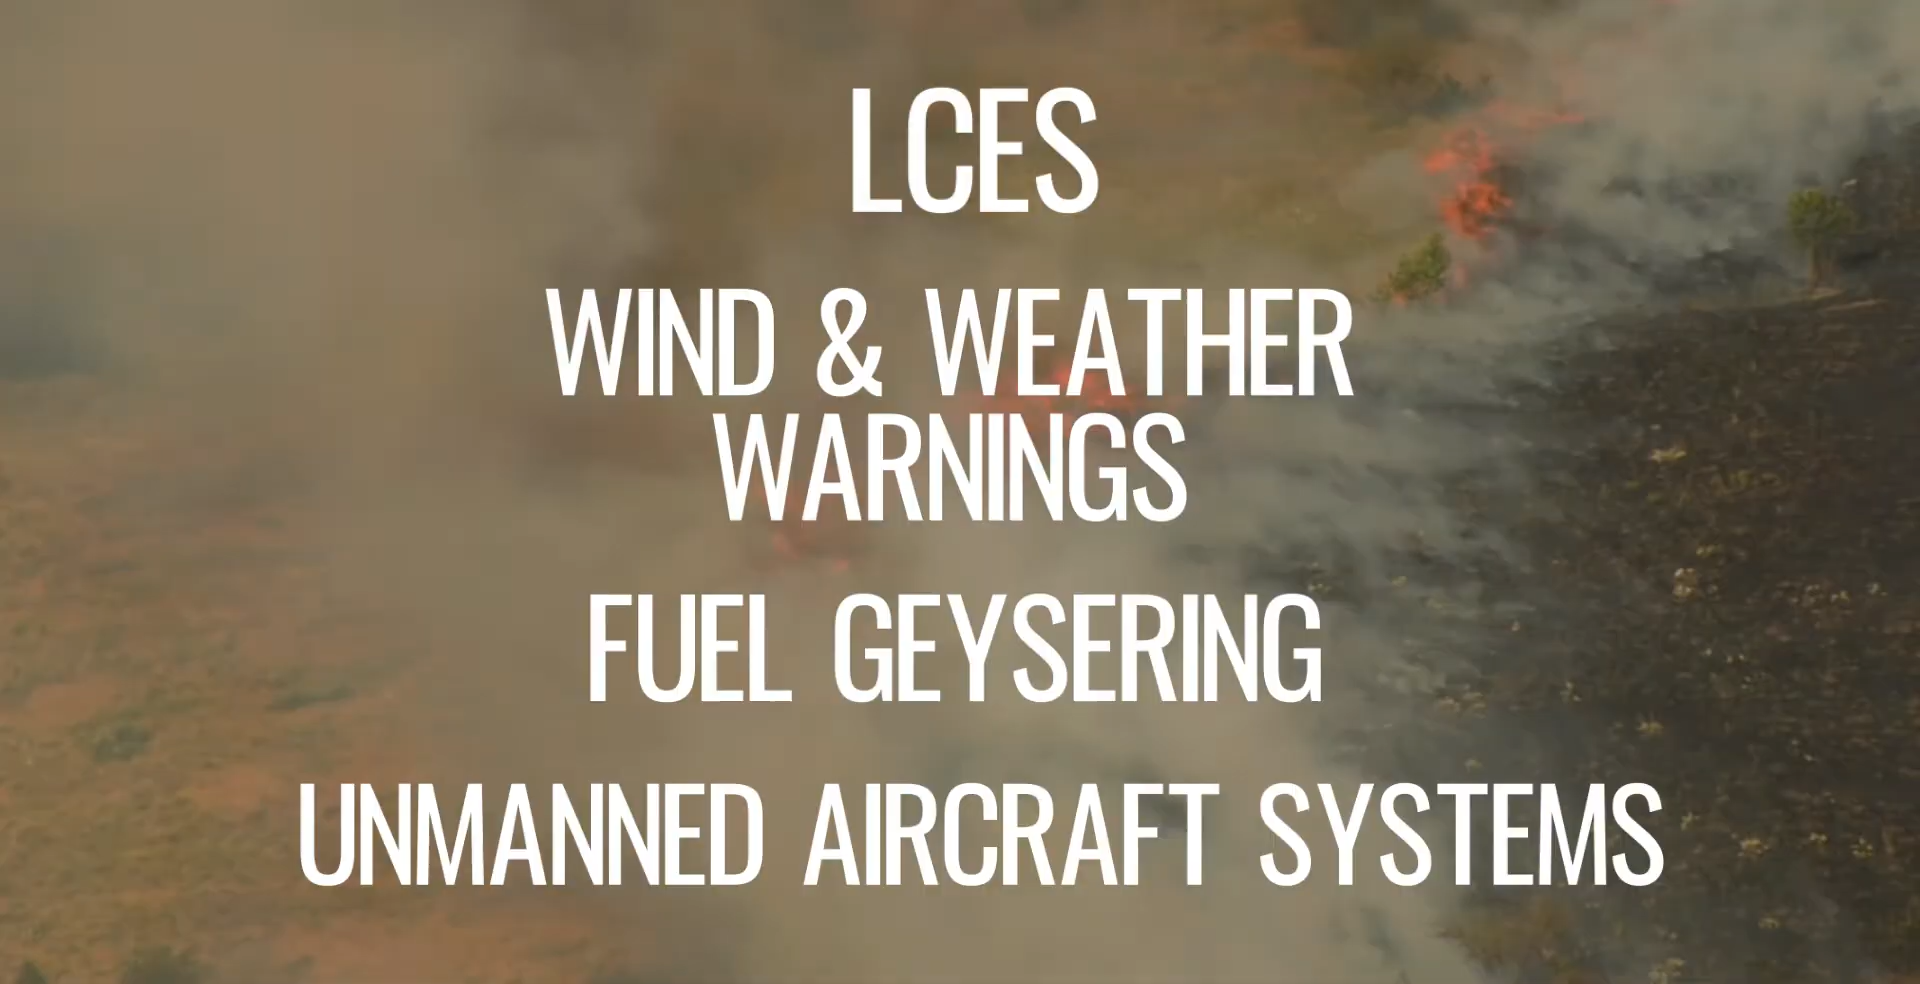 LCES
WIND & WEATHER
WARNINGS
FUEL GEYSERING
UNMANNED AIRCRAFT SYSTEMS